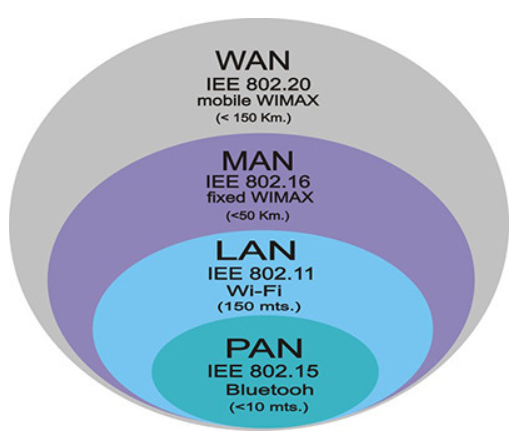 WAN
IEE 802.20
mobile WIMAX
(< 150 Km.)
MAN
IEE 802.16
fixed WIMAX
(<50 Km.)
LAN
IEE 802.11
Wi-Fi
(150 mts.)
PAN
IEE 802.15
Bluetooh
(<10 mts.)